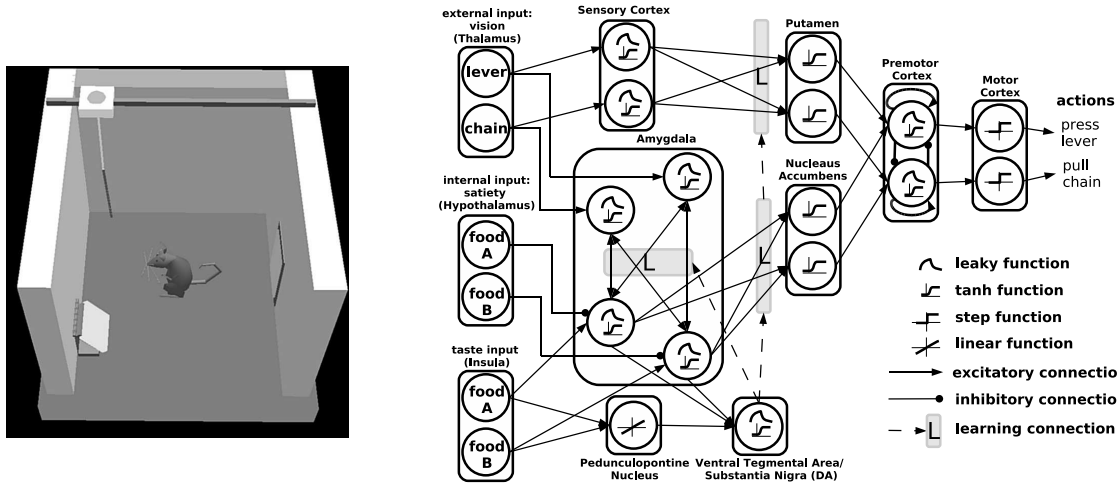 external input:
vision
(Thalamus)
lever
chain
Sensory Cortex
L
Putamen
Premotor
Cortex
Motor
Cortex
actions
press
lever
pull
chain
Amygdala
L
internal input:
satiety
(Hypothalamus)
food
A
food
B
Nucleaus
Accumbens
L
taste input
(Insula)
food
A
food
B
Pedunculopontine
Nucleus
Ventral Tegmental Area/
Substantia Nigra (DA)
leaky function
tanh function
step function
linear function
excitatory connectio
inhibitory connectio
L learning connection